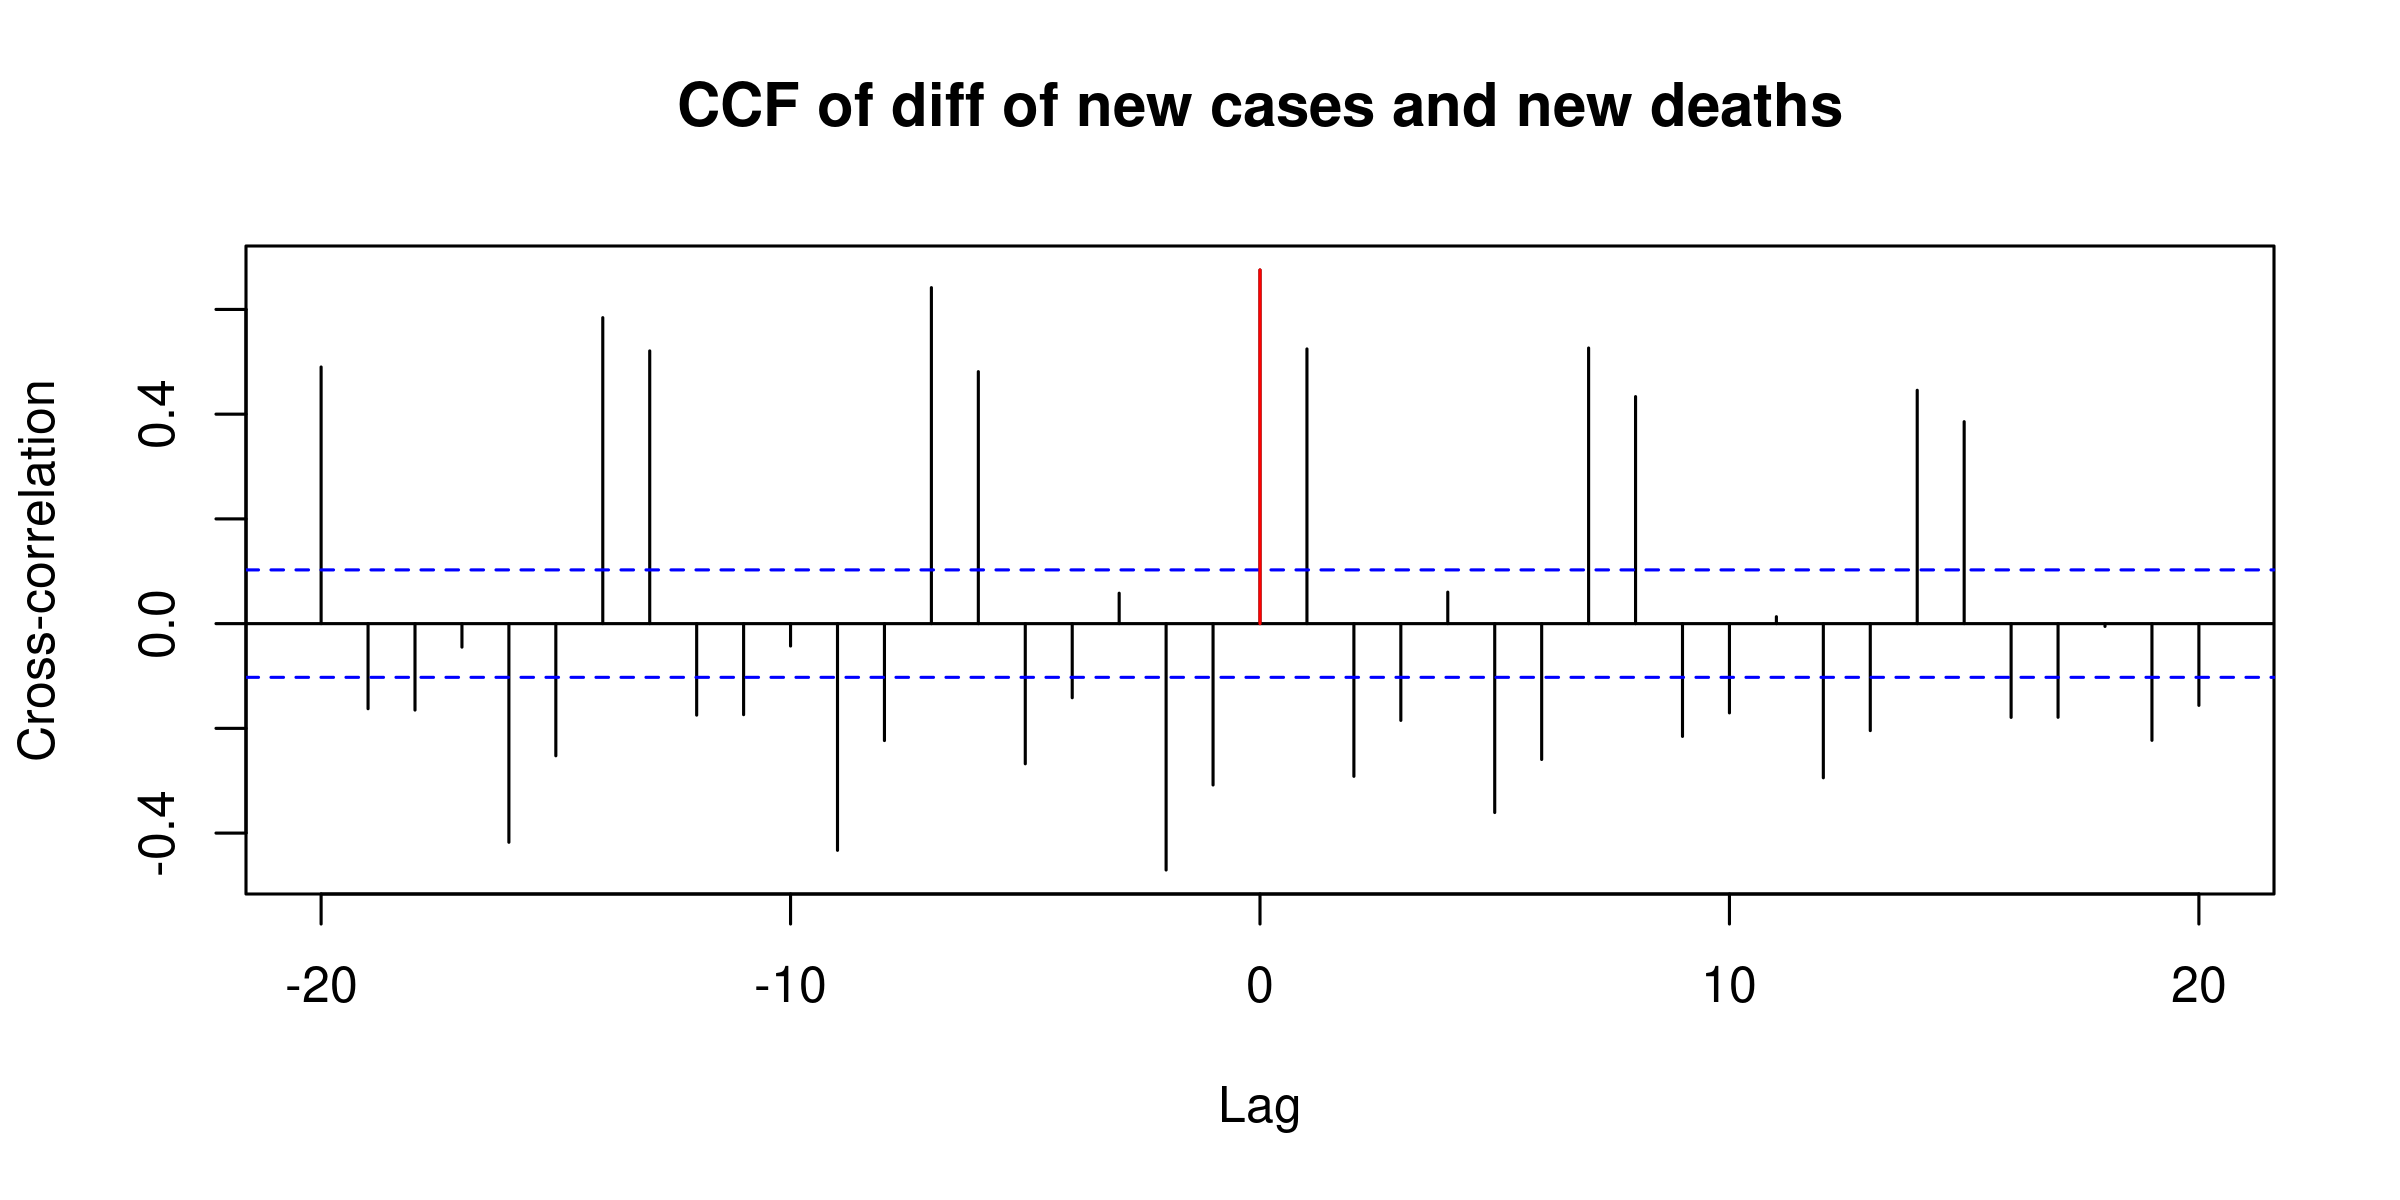 CCF of diff of new cases and new deaths
Cross-correlation
0.4
0.0
-0.4
-20 -10 0 10 20
Lag